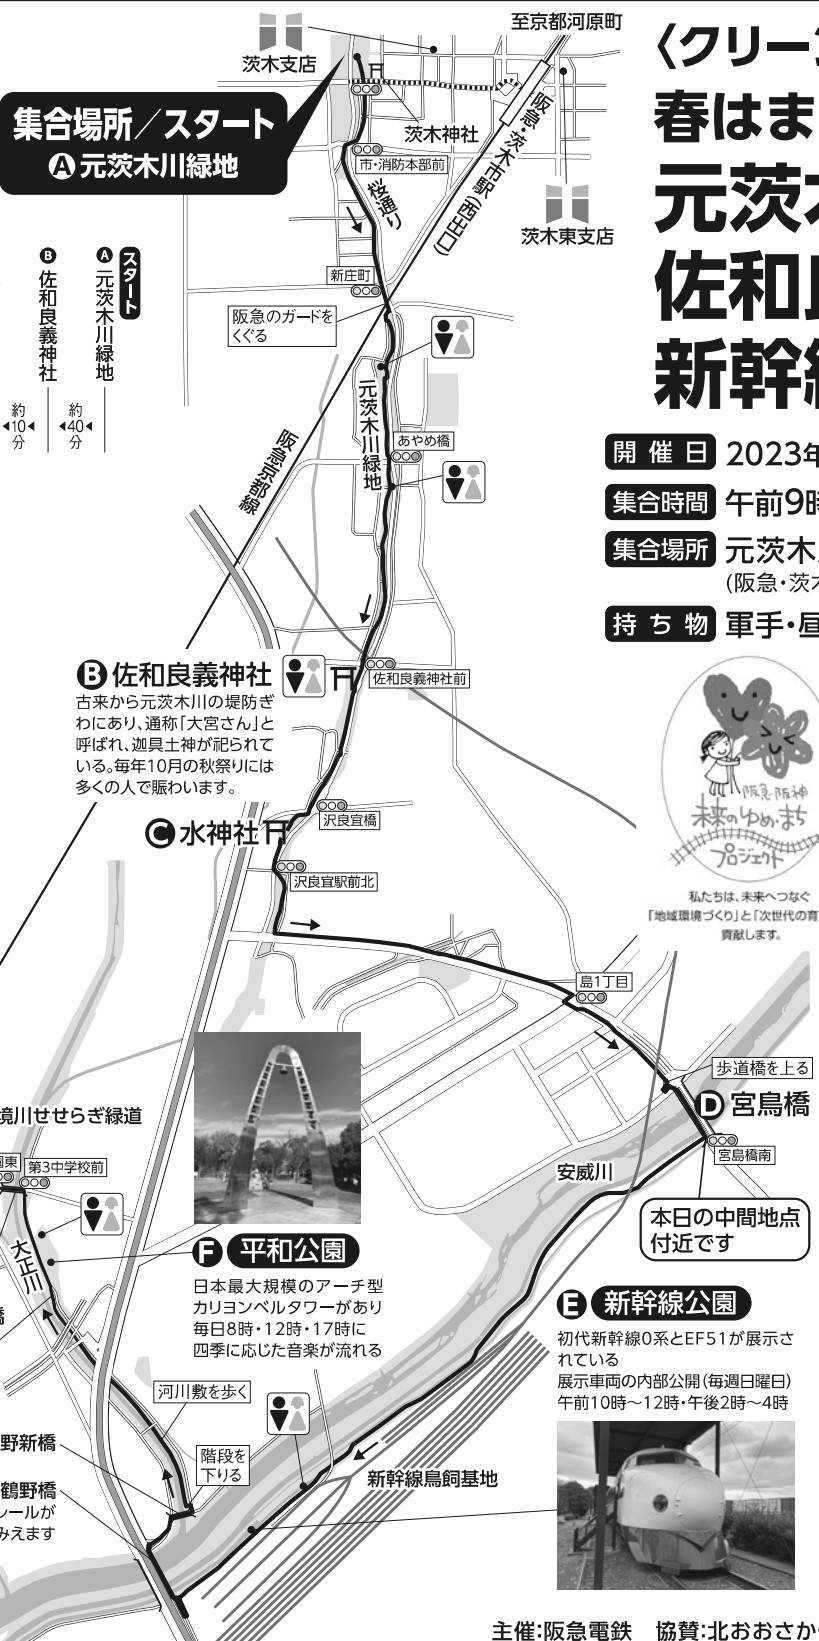 至京都河原町
茨木支店
〈クリーン
集合場所／スタート
Ⓐ元茨木川緑地
茨木神社
市・消防本部前
阪急・茨木市駅（西出口）
茨木東支店
桜通り
春はま
元茨木
佐和良
新幹線
スタート
Ⓐ 元茨木川緑地
約40分
Ⓑ 佐和良義神社
約10分
新庄町
阪急のガードを
くぐる
元茨木川緑地
あやめ橋
阪急京都線
開催日 2023年
集合時間 午前9時
集合場所 元茨木
(阪急・茨木
持ち物 軍手・昼
Ⓑ佐和良義神社
佐和良義神社前
古来から元茨木川の堤防ぎ
わにあり、通称「大宮さん」と
呼ばれ、迦具土神が祀られて
いる。毎年10月の秋祭りには
多くの人で賑わいます。
阪急阪神
未来のゆめ・まち
プロジェクト
私たちは、未来へつなぐ
「地域環境づくり」と「次世代の育
貢献します。
沢良宜橋
Ⓒ水神社
沢良宜駅前北
島1丁目
歩道橋を上る
Ⓓ宮鳥橋
宮島橋南
安威川
本日の中間地点
付近です
境川せせらぎ緑道
園東
第3中学校前
大正川
Ⓕ平和公園
日本最大規模のアーチ型
カリヨンベルタワーがあり
毎日8時・12時・17時に
四季に応じた音楽が流れる
Ⓔ新幹線公園
初代新幹線0系とEF51が展示さ
れている
展示車両の内部公開（毎週日曜日）
午前10時〜12時・午後2時〜4時
橋
河川敷を歩く
階段を
下りる
野新橋
鶴野橋
レールが
みえます
新幹線鳥飼基地
主催：阪急電鉄　協賛：北おおさか